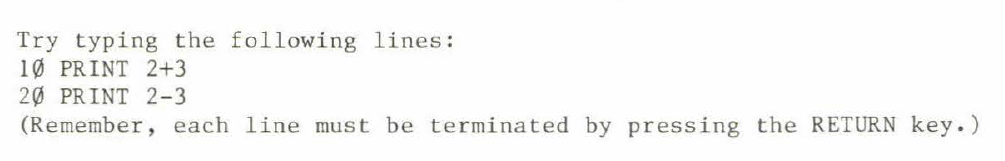 Try typing the following lines:
1Ø PRINT 2+3
2Ø PRINT 2-3
(Remember, each line must be terminated by pressing the RETURN key.)